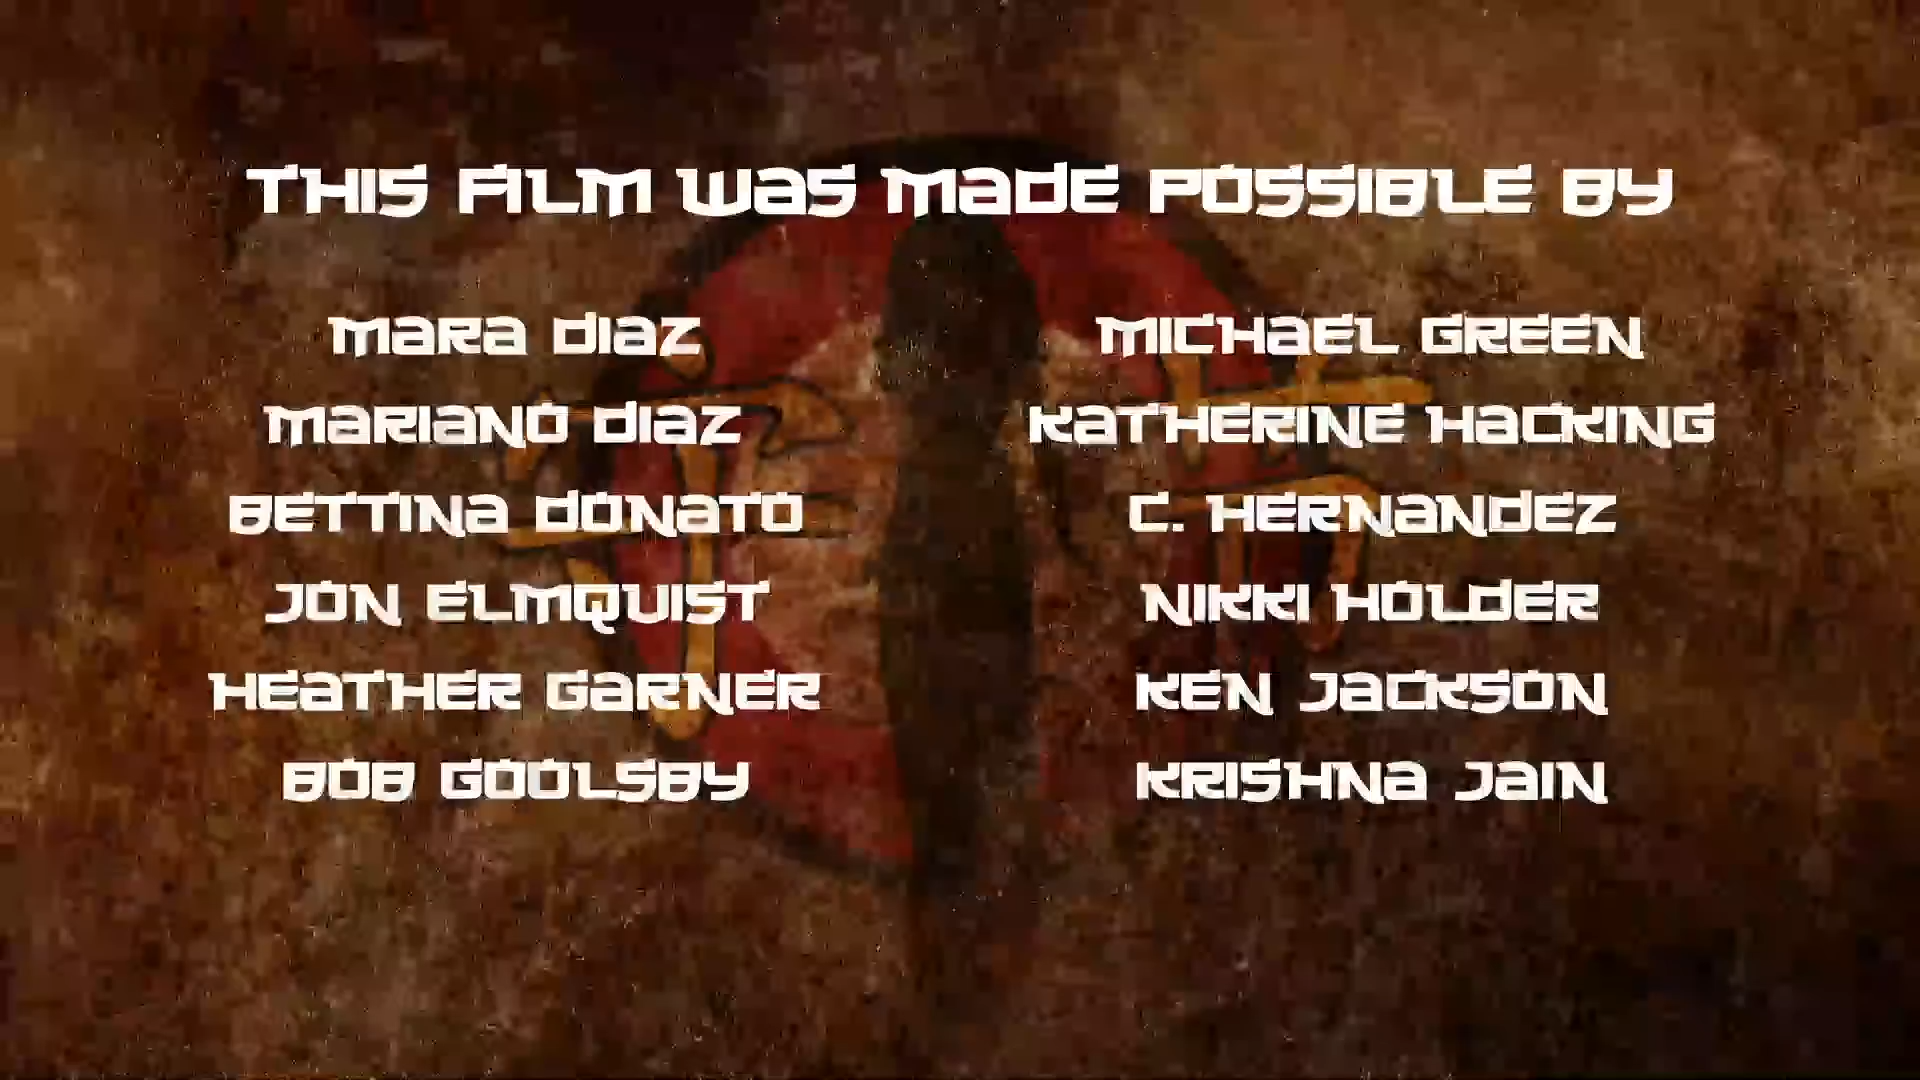 THIS FILM WAS MADE POSSIBLE BY
MARA DIAZ
MARIANO DIAZ
BETTINA DONATO
JON ELMQUIST
HEATHER GARNER
BOB GOOLSBY
MICHAEL GREEN
KATHERINE HACKING
C. HERNANDEZ
NIKKI HOLDER
KEN JACKSON
KRISHNA JAIN